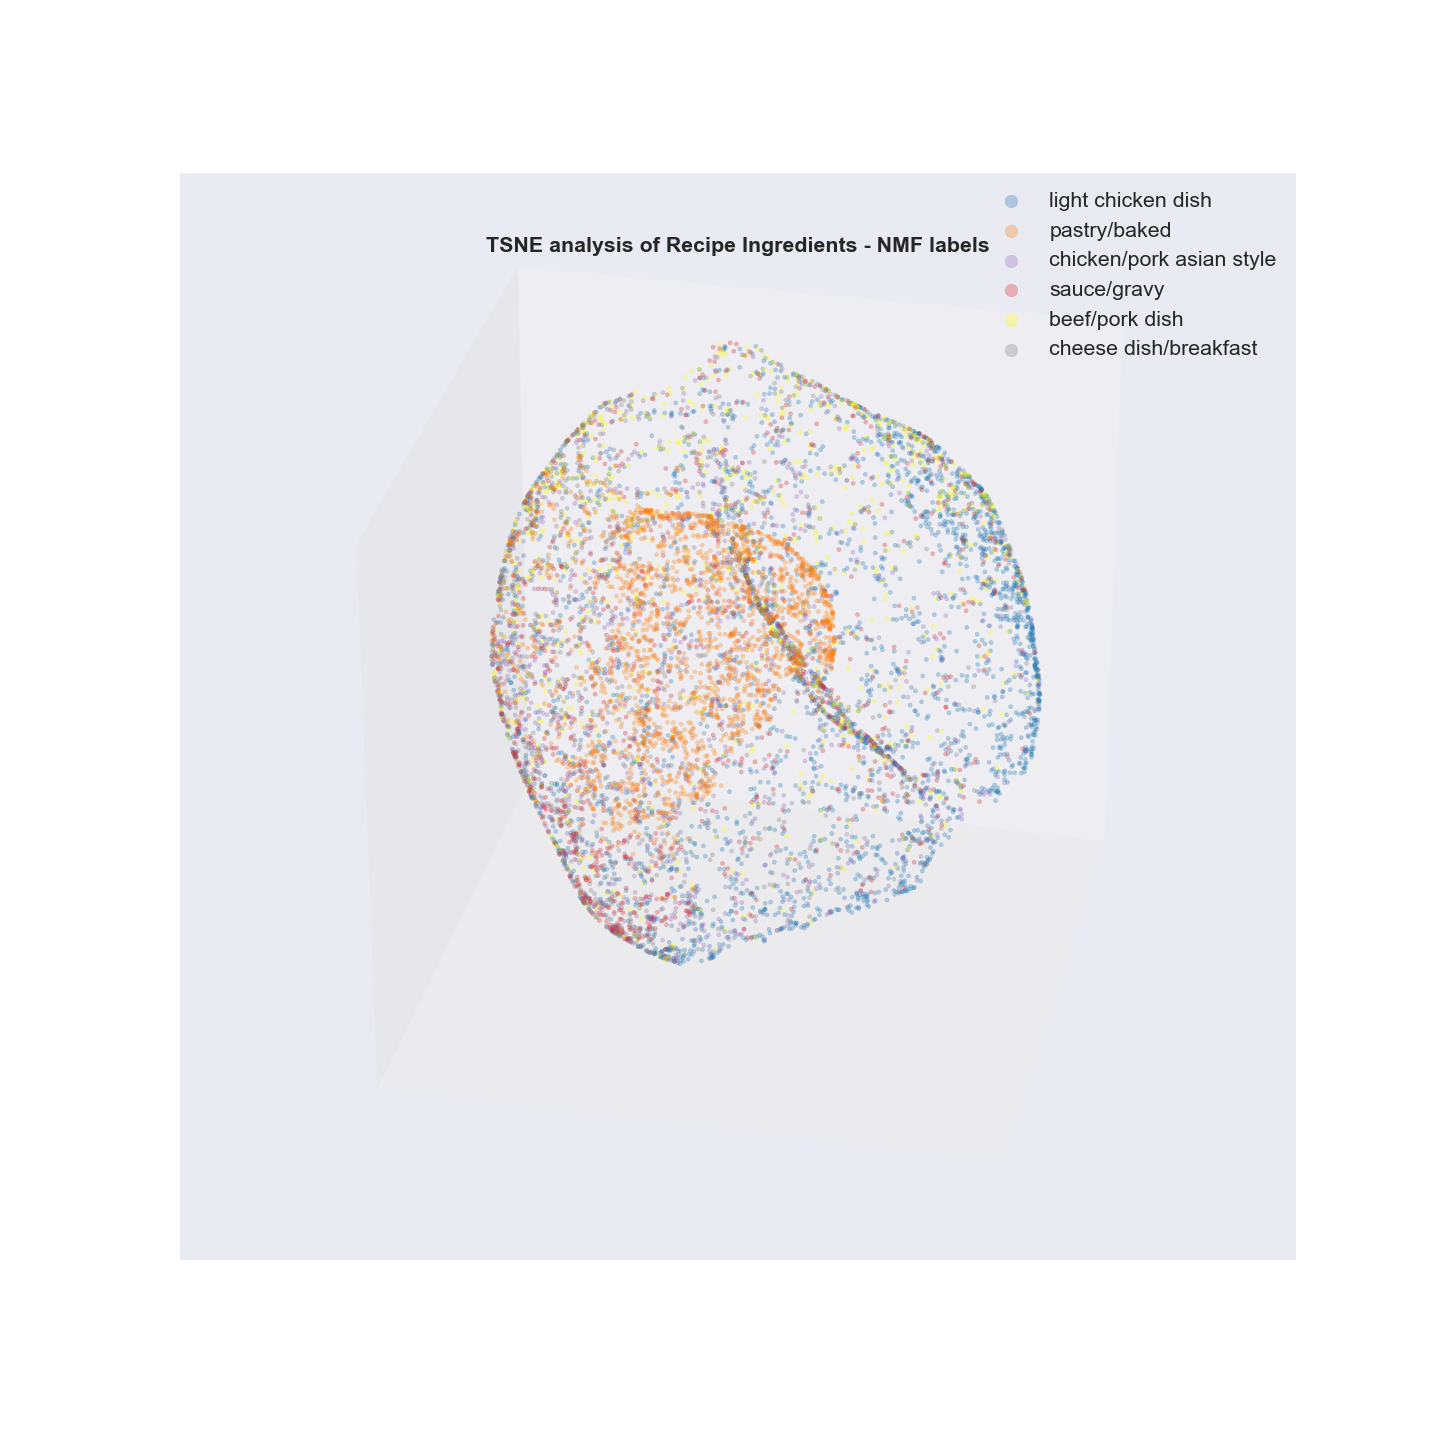 TSNE analysis of Recipe Ingredients - NMF labels
light chicken dish
pastry/baked
chicken/pork asian style
sauce/gravy
beef/pork dish
cheese dish/breakfast